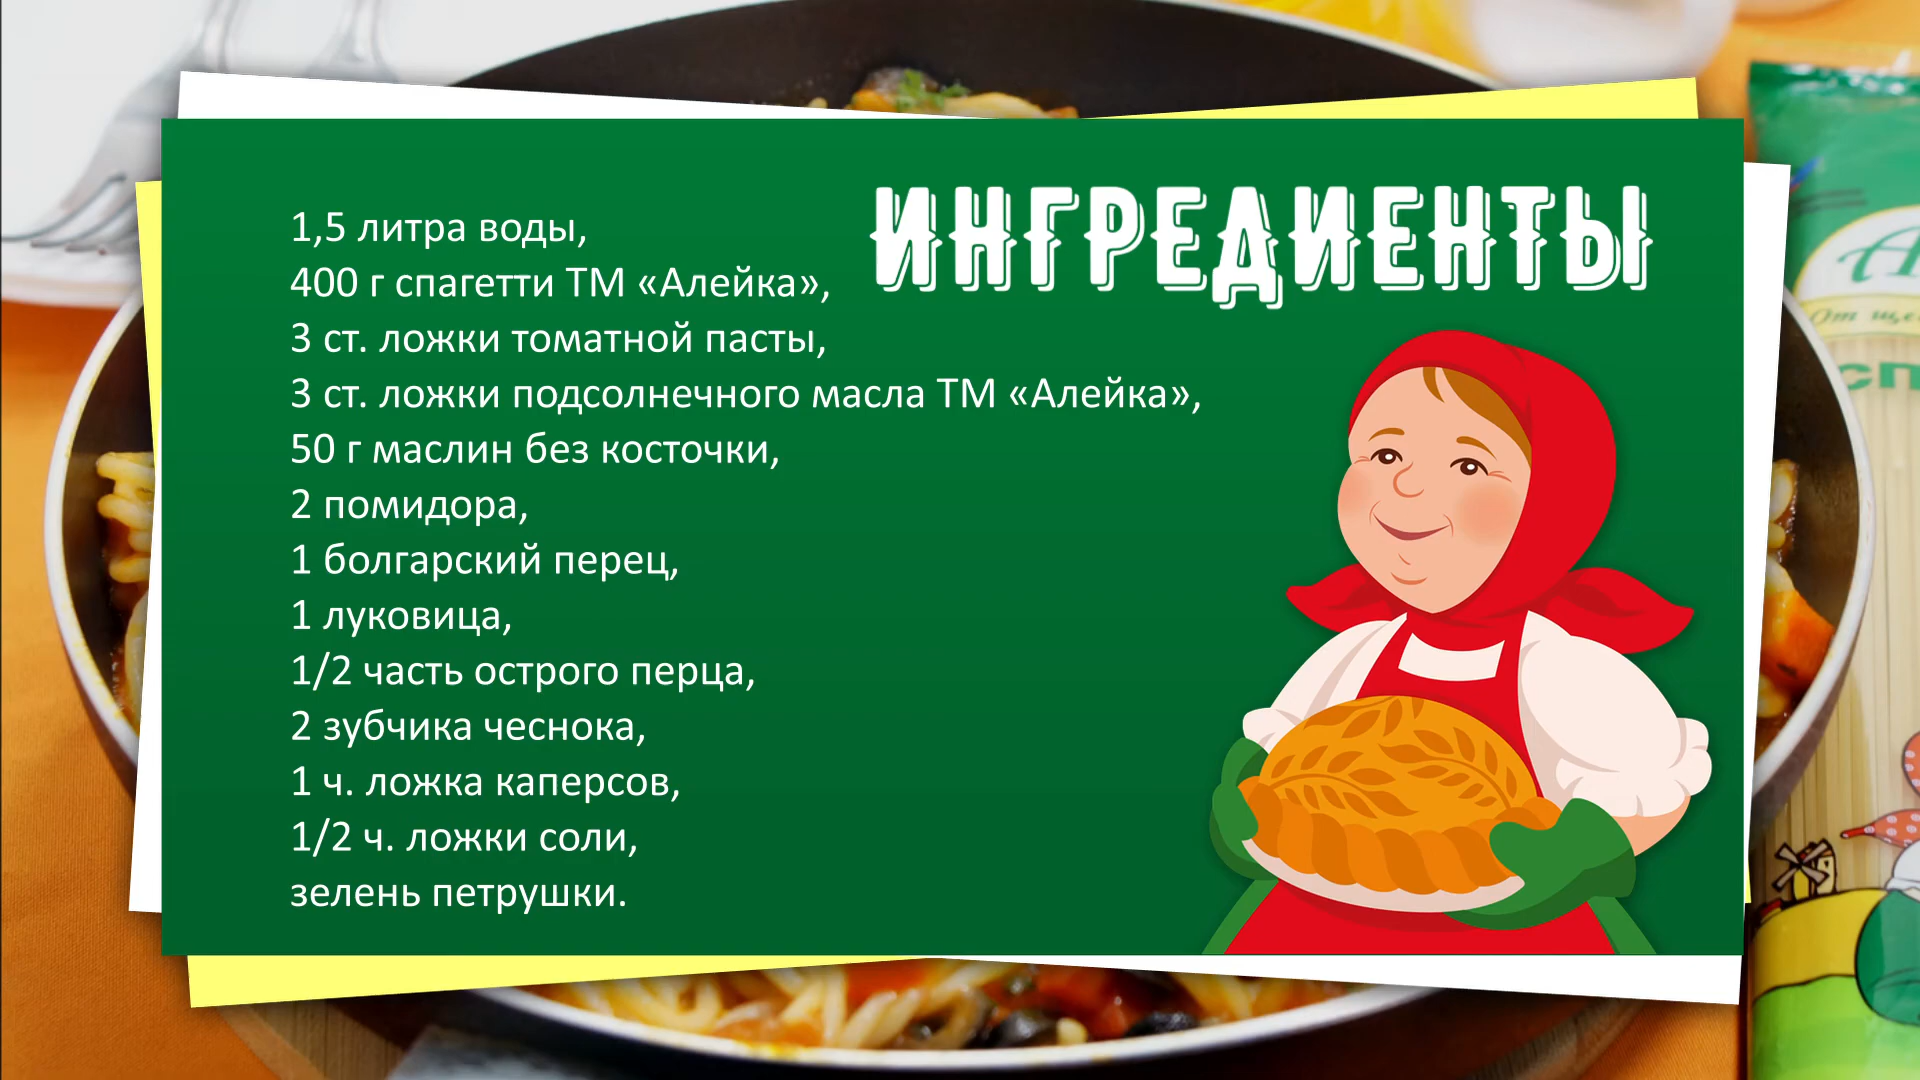 ИНГРЕДИЕНТЫ
1,5 литра воды,
400 г спагетти ТМ «Алейка»,
3 ст. ложки томатной пасты,
3 ст. ложки подсолнечного масла ТМ «Алейка»,
50 г маслин без косточки,
2 помидора,
1 болгарский перец,
1 луковица,
1/2 часть острого перца,
2 зубчика чеснока,
1 ч. ложка каперсов,
1/2 ч. ложки соли,
зелень петрушки.
От